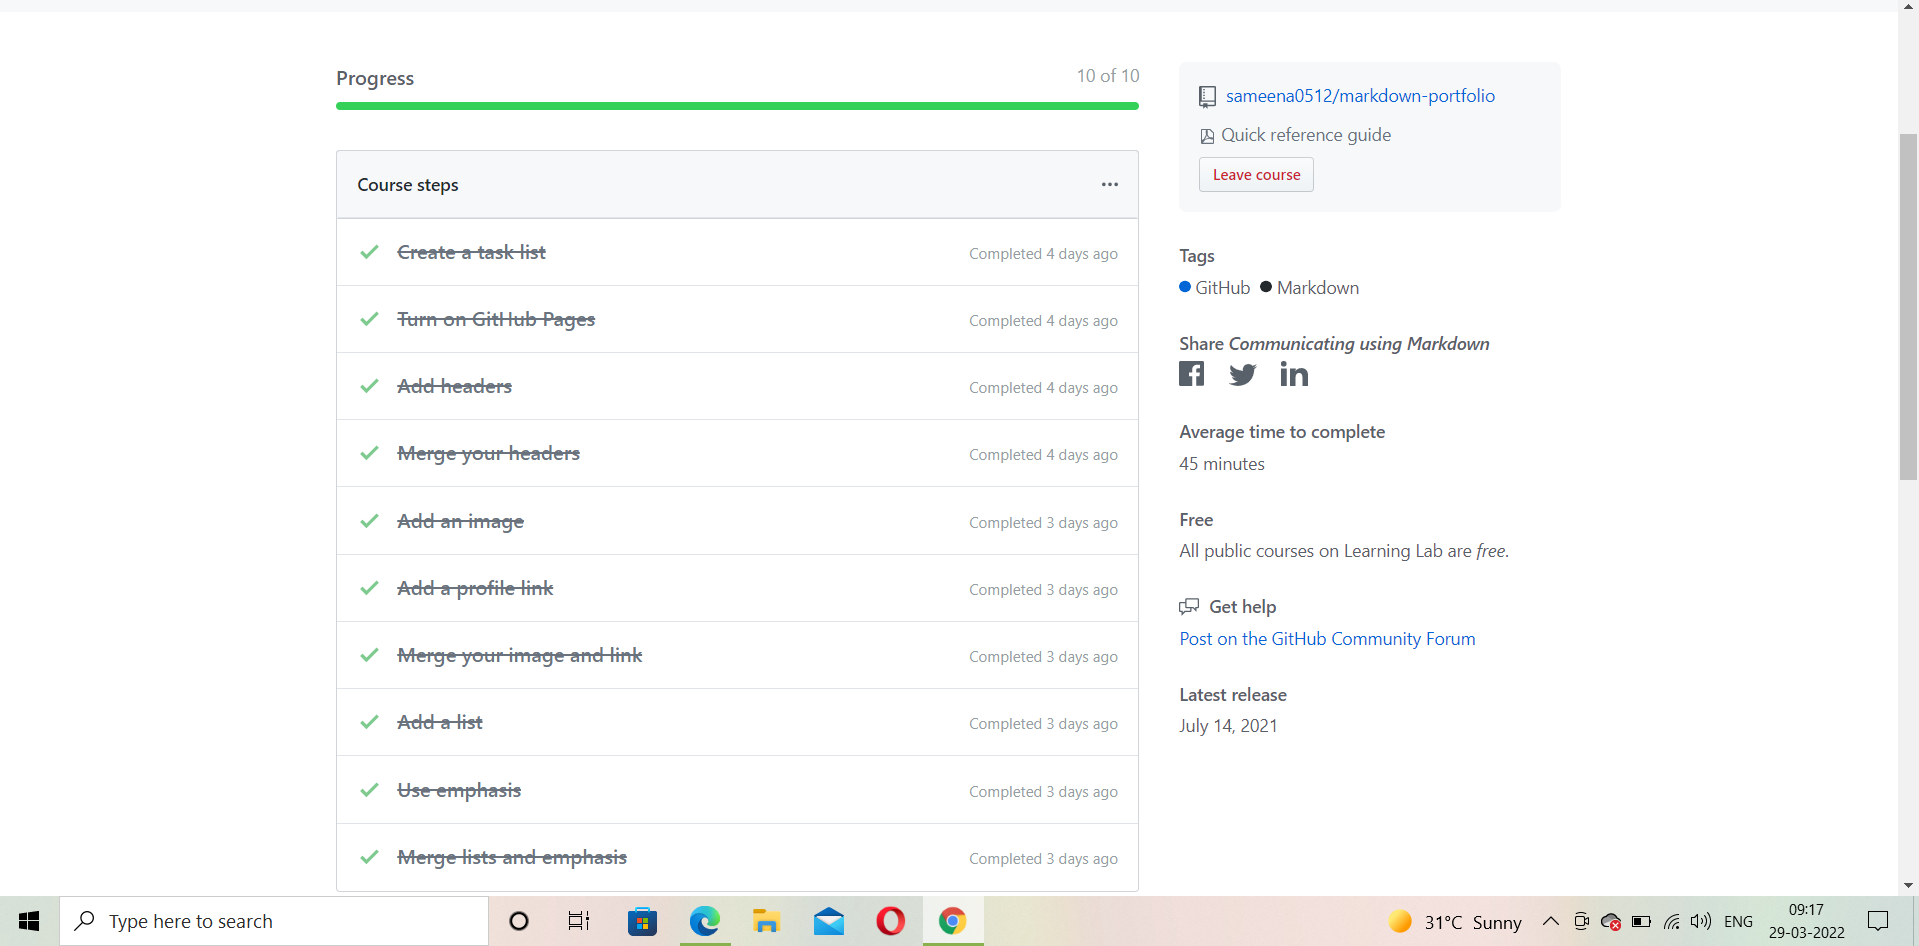 Progress
10 of 10
Course steps
Create a task list
Completed 4 days ago
Turn on GitHub Pages
Completed 4 days ago
Add headers
Completed 4 days ago
Merge your headers
Completed 4 days ago
Add an image
Completed 3 days ago
Add a profile link
Completed 3 days ago
Merge your image and link
Completed 3 days ago
Add a list
Completed 3 days ago
Use emphasis
Completed 3 days ago
Merge lists and emphasis
Completed 3 days ago
sameena0512/markdown-portfolio
Quick reference guide
Leave course
Tags
GitHub Markdown
Share Communicating using Markdown
Average time to complete
45 minutes
Free
All public courses on Learning Lab are free.
Get help
Post on the GitHub Community Forum
Latest release
July 14, 2021
Type here to search
31°C Sunny
ENG
09:17
29-03-2022